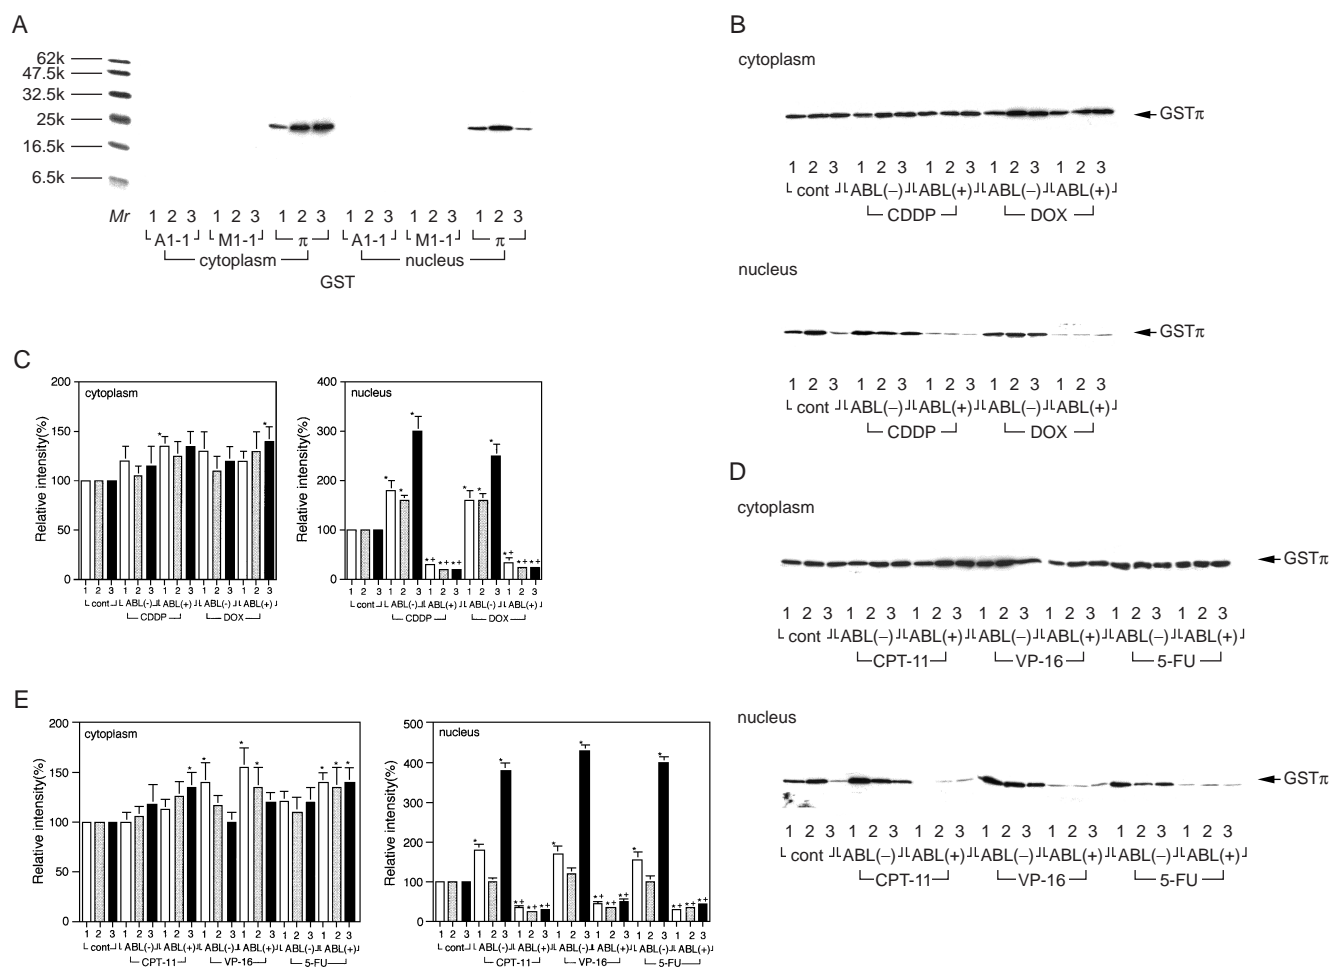 A
62k
47.5k
32.5k
25k
16.5k
6.5k
Mr 1 2 3 1 2 3 1 2 3 1 2 3 1 2 3 1 2 3
A1-1 M1-1 π A1-1 M1-1 π
cytoplasm nucleus
GST
B
cytoplasm
GSTπ
1 2 3 1 2 3 1 2 3 1 2 3 1 2 3
cont ABL(−) ABL(+) ABL(−) ABL(+)
CDDP DOX
nucleus
GSTπ
1 2 3 1 2 3 1 2 3 1 2 3 1 2 3
cont ABL(−) ABL(+) ABL(−) ABL(+)
CDDP DOX
C
cytoplasm
Relative intensity(%)
200
150
100
50
0
* *
1 2 3 1 2 3 1 2 3 1 2 3 1 2 3
cont ABL(-) ABL(+) ABL(-) ABL(+)
CDDP DOX
nucleus
Relative intensity(%)
400
300
200
100
0
* * * *+ *+ *+ * * * *+ *+ *+
1 2 3 1 2 3 1 2 3 1 2 3 1 2 3
cont ABL(-) ABL(+) ABL(-) ABL(+)
CDDP DOX
D
cytoplasm
GSTπ
1 2 3 1 2 3 1 2 3 1 2 3 1 2 3 1 2 3 1 2 3
cont ABL(−) ABL(+) ABL(−) ABL(+) ABL(−) ABL(+)
CPT-11 VP-16 5-FU
nucleus
GSTπ
1 2 3 1 2 3 1 2 3 1 2 3 1 2 3 1 2 3 1 2 3
cont ABL(−) ABL(+) ABL(−) ABL(+) ABL(−) ABL(+)
CPT-11 VP-16 5-FU
E
cytoplasm
Relative intensity(%)
200
150
100
50
0
* * * * * * *
1 2 3 1 2 3 1 2 3 1 2 3 1 2 3 1 2 3 1 2 3
cont ABL(-) ABL(+) ABL(-) ABL(+) ABL(-) ABL(+)
CPT-11 VP-16 5-FU
nucleus
Relative intensity(%)
500
400
300
200
100
0
* * *+ *+ *+ * * *+ *+ *+ * * *+ *+ *+
1 2 3 1 2 3 1 2 3 1 2 3 1 2 3 1 2 3 1 2 3
cont ABL(-) ABL(+) ABL(-) ABL(+) ABL(-) ABL(+)
CPT-11 VP-16 5-FU